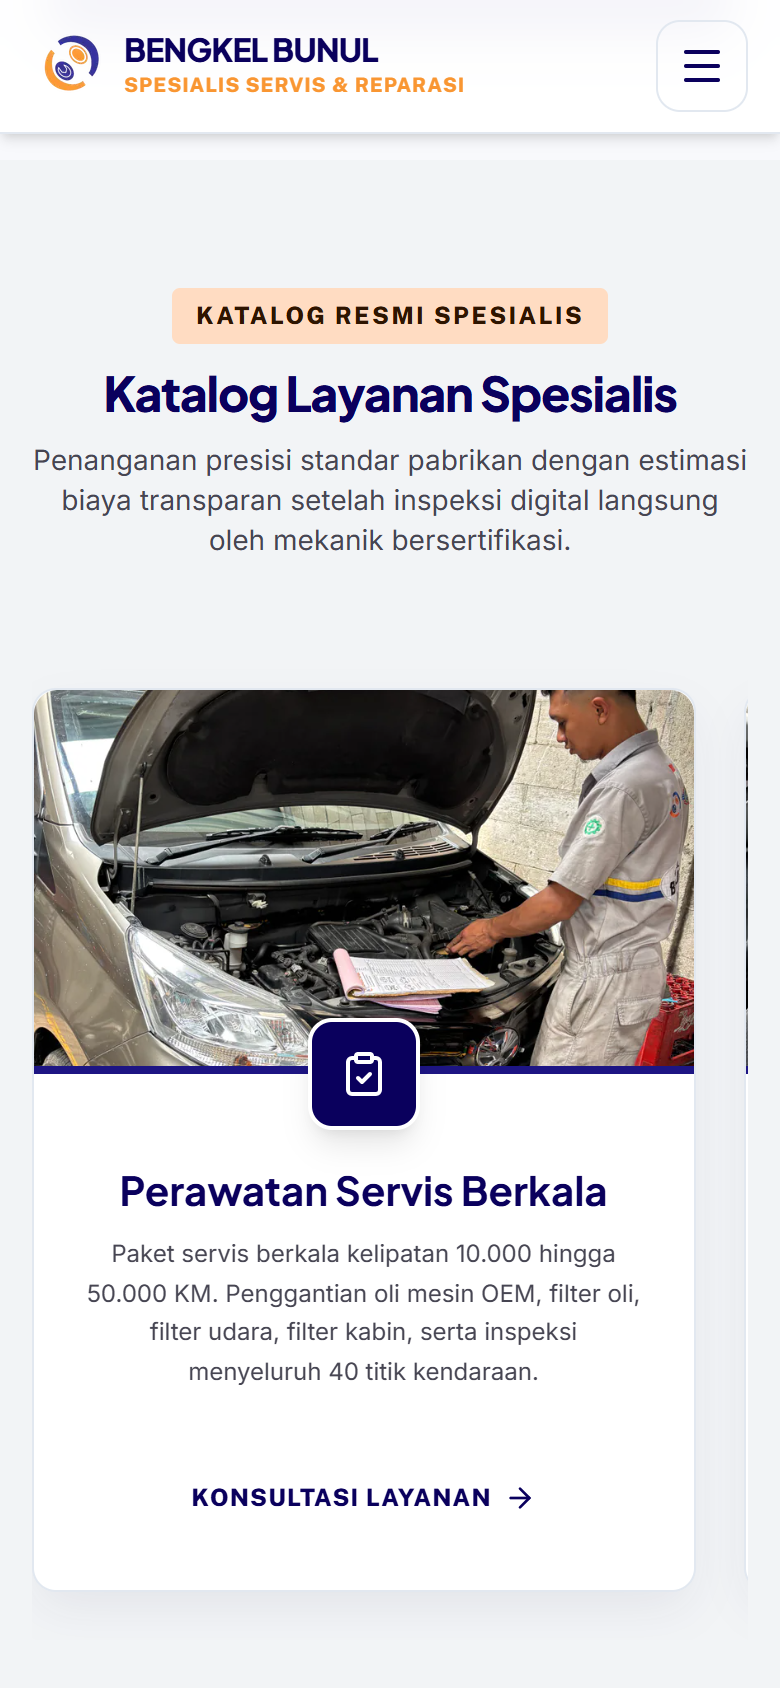 BENGKEL BUNUL
SPESIALIS SERVIS & REPARASI
KATALOG RESMI SPESIALIS
Katalog Layanan Spesialis
Penanganan presisi standar pabrikan dengan estimasi
biaya transparan setelah inspeksi digital langsung
oleh mekanik bersertifikasi.
Perawatan Servis Berkala
Paket servis berkala kelipatan 10.000 hingga
50.000 KM. Penggantian oli mesin OEM, filter oli,
filter udara, filter kabin, serta inspeksi
menyeluruh 40 titik kendaraan.
KONSULTASI LAYANAN